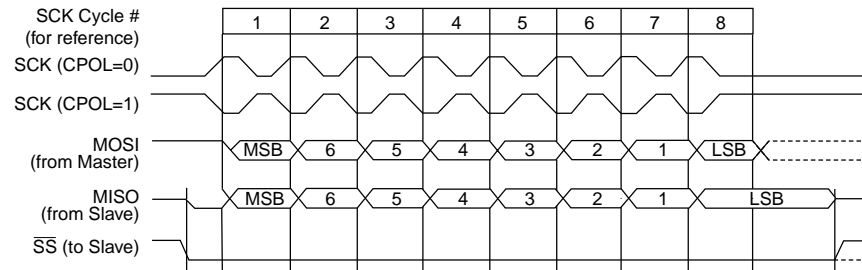 SCK Cycle #
(for reference)
1 2 3 4 5 6 7 8
SCK (CPOL=0)
SCK (CPOL=1)
MOSI
(from Master)
MSB 6 5 4 3 2 1 LSB
MISO
(from Slave)
MSB 6 5 4 3 2 1 LSB
S̅S̅ (to Slave)